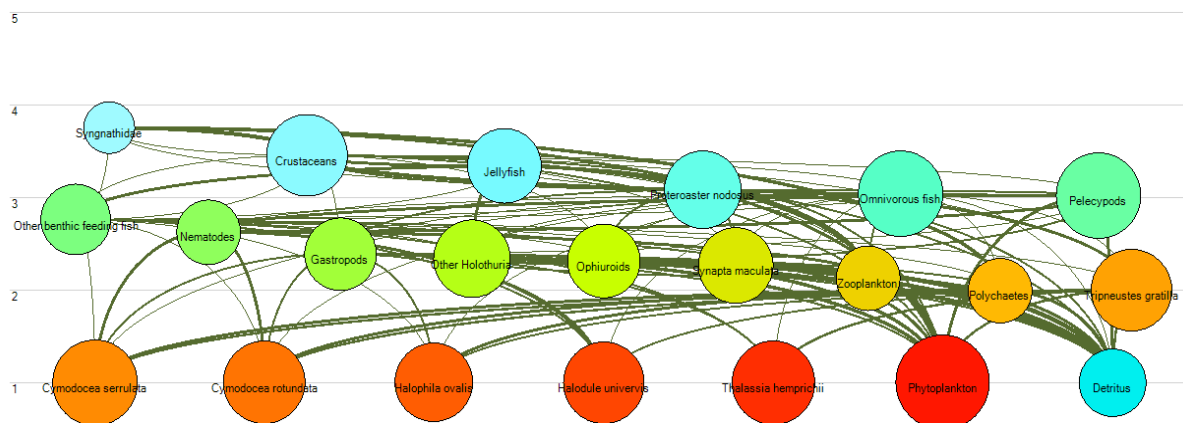 5
4
Syngnathidae
Crustaceans
Jellyfish
Proteroaster nodosus
Omnivorous fish
Pelecypods
3
Other benthic feeding fish
Nematodes
Gastropods
Other Holothuria
Ophiuroids
Synapta maculata
Zooplankton
Polychaetes
Tripneustes gratilla
2
1
Cymodocea serrulata
Cymodocea rotundata
Halophila ovalis
Halodule univervis
Thalassia hemprichii
Phytoplankton
Detritus